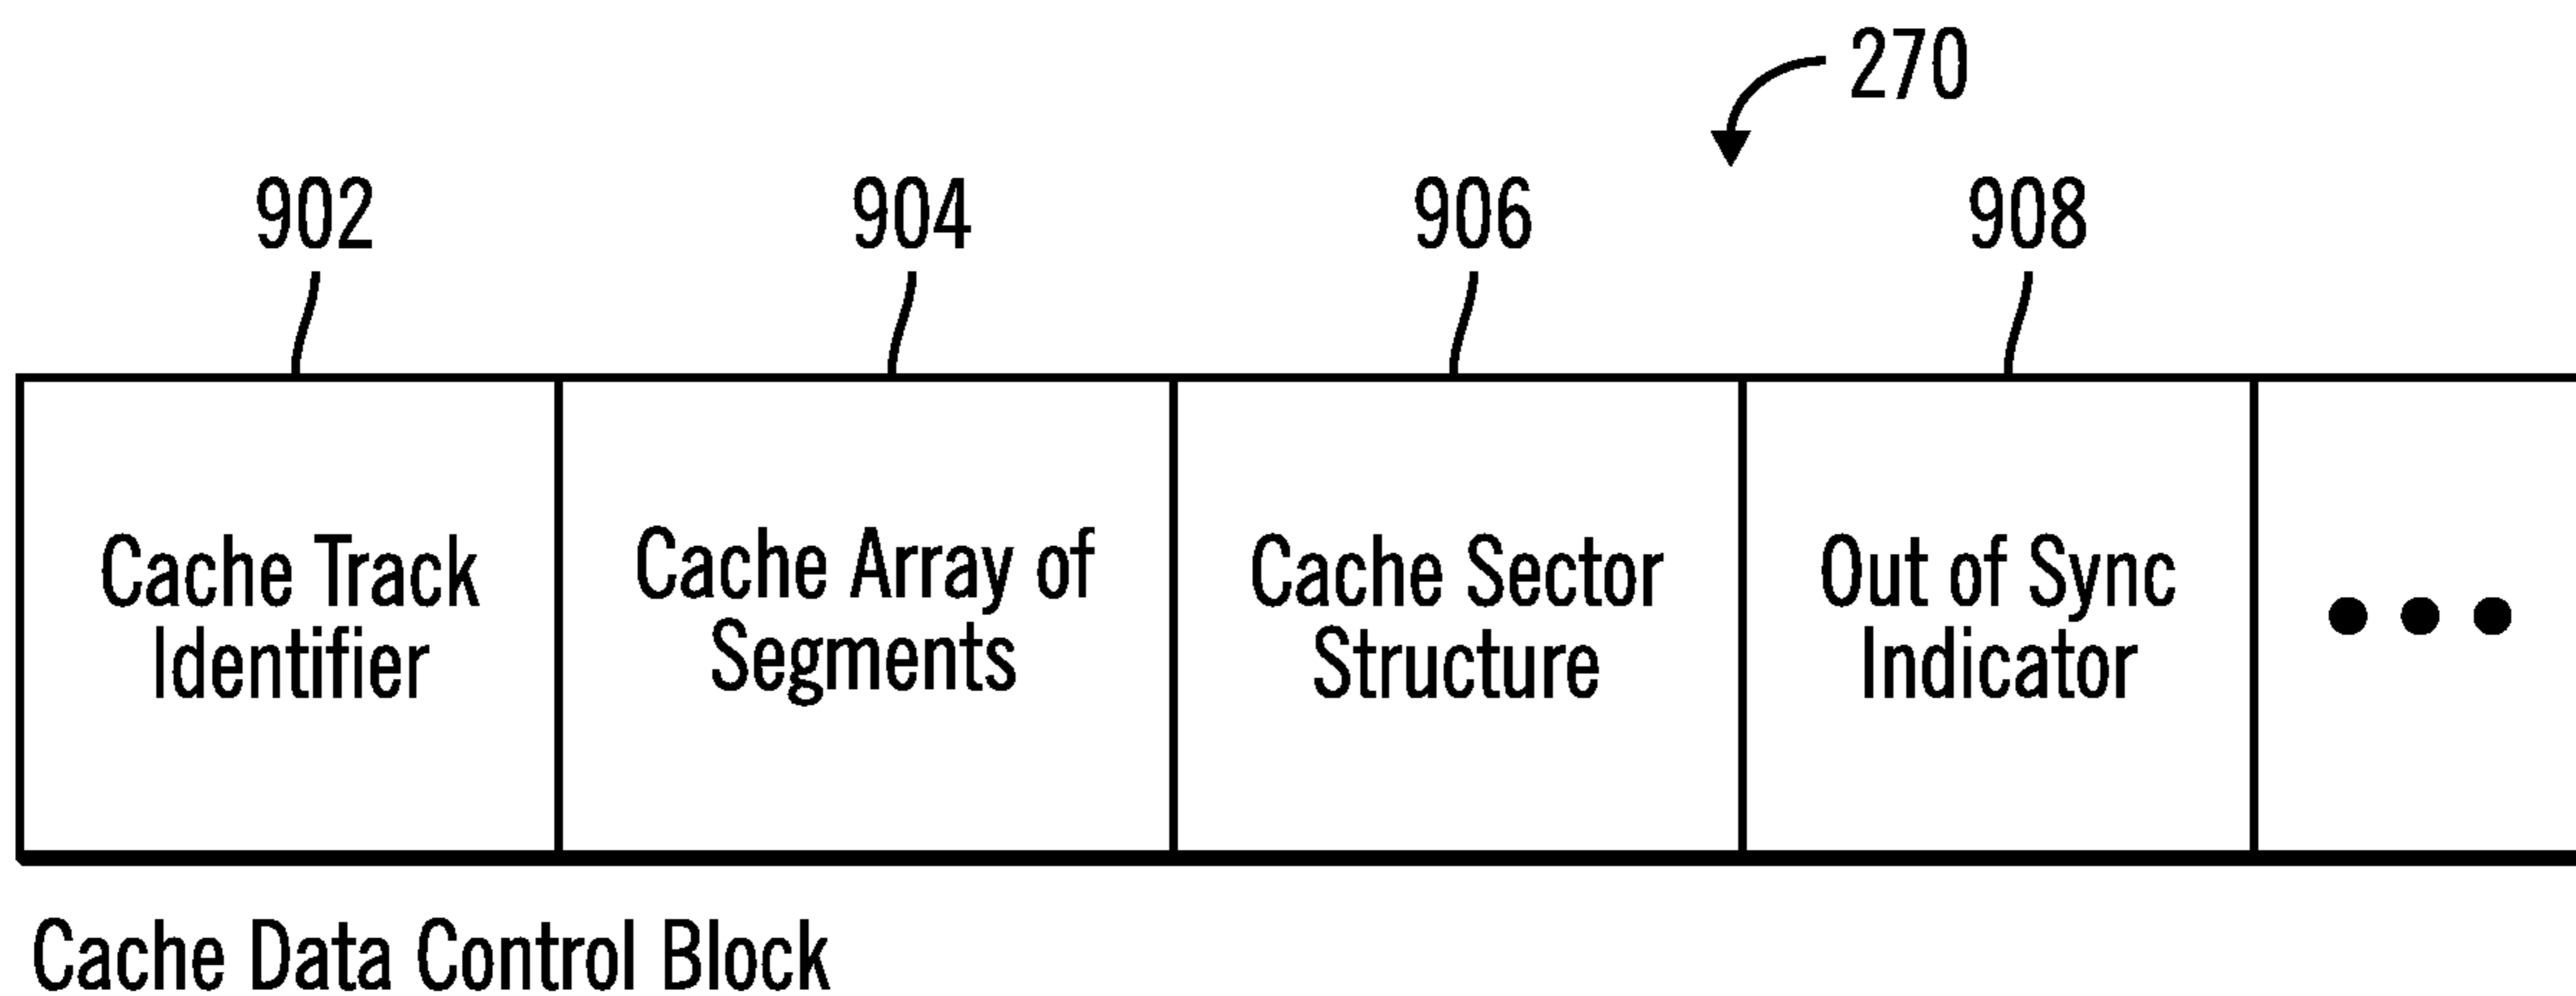 270
902
904
906
908
Cache Track
Identifier
Cache Array of
Segments
Cache Sector
Structure
Out of Sync
Indicator
Cache Data Control Block